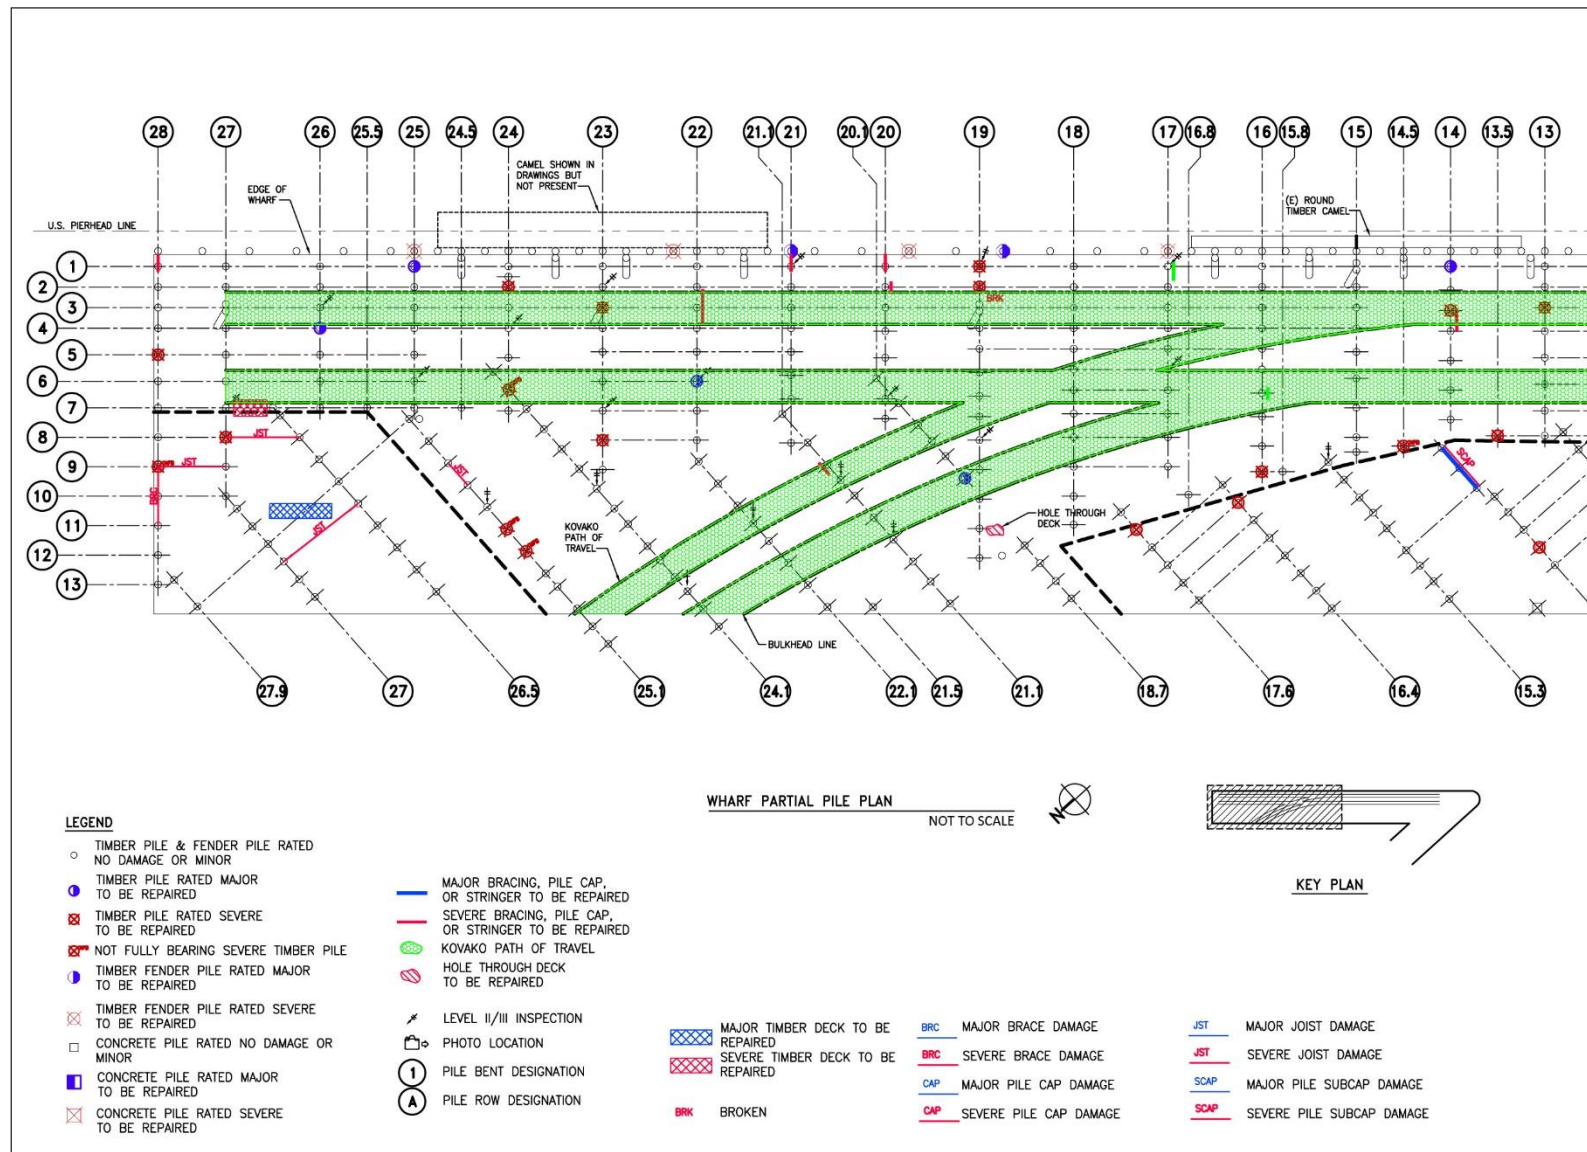 28 27 26 25.5 25 24.5 24 23 22 21.1 21 20.1 20 19 18 17 16.8 16 15.8 15 14.5 14 13.5 13
CAMEL SHOWN IN
DRAWINGS BUT
NOT PRESENT
EDGE OF
WHARF
(E) ROUND
TIMBER CAMEL
U.S. PIERHEAD LINE
1
2
BRK
3
4
5
6
7
8
JST
9
JST
JST
SCAP
10
BRC
11
JST
HOLE THROUGH
DECK
12
KOVAKO
PATH OF
TRAVEL
13
BULKHEAD LINE
27.9 27 26.5 25.1 24.1 22.1 21.5 21.1 18.7 17.6 16.4 15.3
WHARF PARTIAL PILE PLAN
NOT TO SCALE
N
KEY PLAN
LEGEND
TIMBER PILE & FENDER PILE RATED
NO DAMAGE OR MINOR
TIMBER PILE RATED MAJOR
TO BE REPAIRED
TIMBER PILE RATED SEVERE
TO BE REPAIRED
NOT FULLY BEARING SEVERE TIMBER PILE
TIMBER FENDER PILE RATED MAJOR
TO BE REPAIRED
TIMBER FENDER PILE RATED SEVERE
TO BE REPAIRED
CONCRETE PILE RATED NO DAMAGE OR
MINOR
CONCRETE PILE RATED MAJOR
TO BE REPAIRED
CONCRETE PILE RATED SEVERE
TO BE REPAIRED
MAJOR BRACING, PILE CAP,
OR STRINGER TO BE REPAIRED
SEVERE BRACING, PILE CAP,
OR STRINGER TO BE REPAIRED
KOVAKO PATH OF TRAVEL
HOLE THROUGH DECK
TO BE REPAIRED
LEVEL II/III INSPECTION
PHOTO LOCATION
1 PILE BENT DESIGNATION
A PILE ROW DESIGNATION
MAJOR TIMBER DECK TO BE
REPAIRED
SEVERE TIMBER DECK TO BE
REPAIRED
BRK BROKEN
BRC MAJOR BRACE DAMAGE
BRC SEVERE BRACE DAMAGE
CAP MAJOR PILE CAP DAMAGE
CAP SEVERE PILE CAP DAMAGE
JST MAJOR JOIST DAMAGE
JST SEVERE JOIST DAMAGE
SCAP MAJOR PILE SUBCAP DAMAGE
SCAP SEVERE PILE SUBCAP DAMAGE